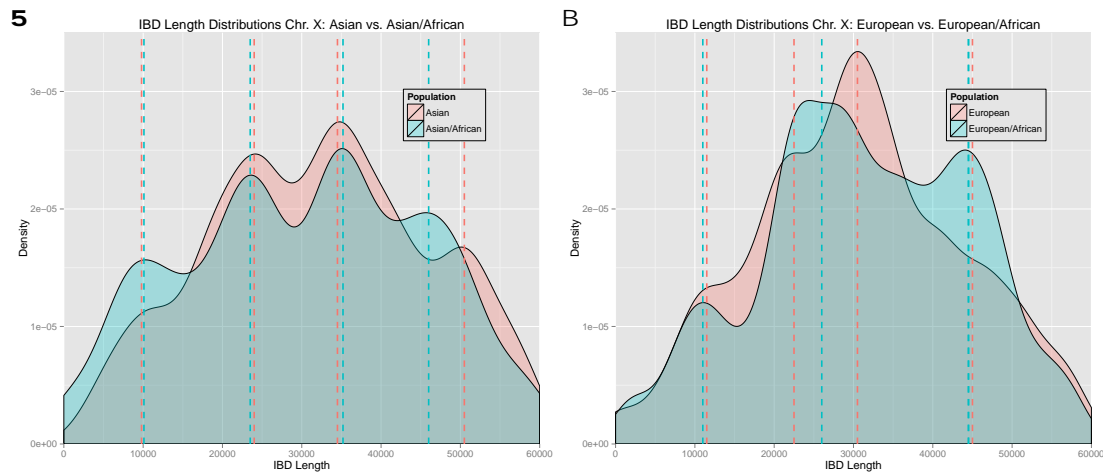 5
IBD Length Distributions Chr. X: Asian vs. Asian/African
Density
3e−05
2e−05
1e−05
0e+00
Population
Asian
Asian/African
0 10000 20000 30000 40000 50000 60000
IBD Length
B
IBD Length Distributions Chr. X: European vs. European/African
Density
3e−05
2e−05
1e−05
0e+00
Population
European
European/African
0 10000 20000 30000 40000 50000 60000
IBD Length